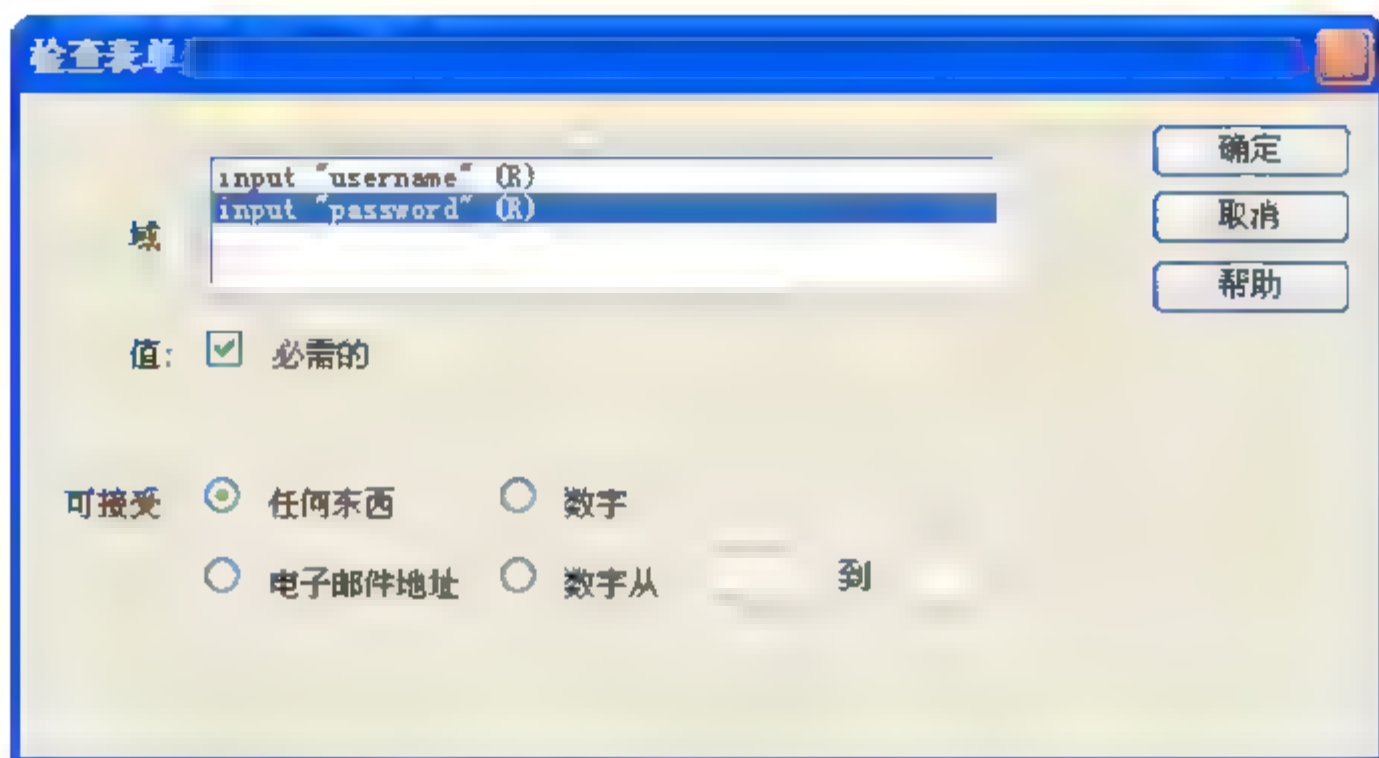 检查表单
input "username" (R)
input "password" (R)
域
值: 必需的
可接受 任何东西 数字
电子邮件地址 数字从 到
确定
取消
帮助